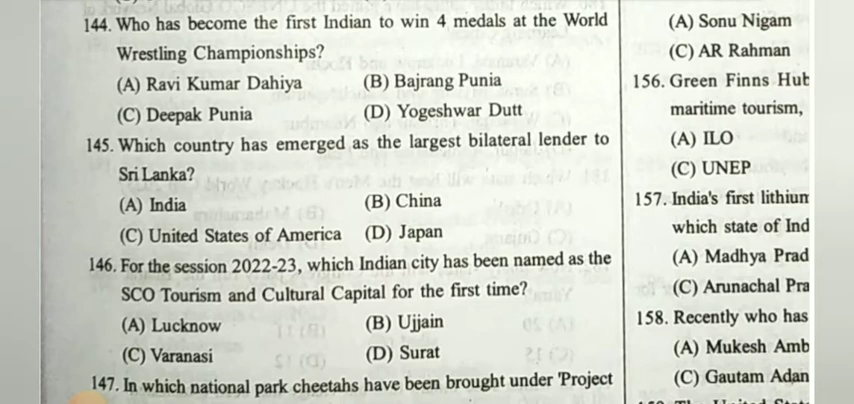 144. Who has become the first Indian to win 4 medals at the World
Wrestling Championships?
(A) Ravi Kumar Dahiya (B) Bajrang Punia
(C) Deepak Punia (D) Yogeshwar Dutt
145. Which country has emerged as the largest bilateral lender to
Sri Lanka?
(A) India (B) China
(C) United States of America (D) Japan
146. For the session 2022-23, which Indian city has been named as the
SCO Tourism and Cultural Capital for the first time?
(A) Lucknow (B) Ujjain
(C) Varanasi (D) Surat
147. In which national park cheetahs have been brought under 'Project
(A) Sonu Nigam
(C) AR Rahman
156. Green Finns Hub
maritime tourism,
(A) ILO
(C) UNEP
157. India's first lithium
which state of Ind
(A) Madhya Prad
(C) Arunachal Pra
158. Recently who has
(A) Mukesh Amb
(C) Gautam Adan